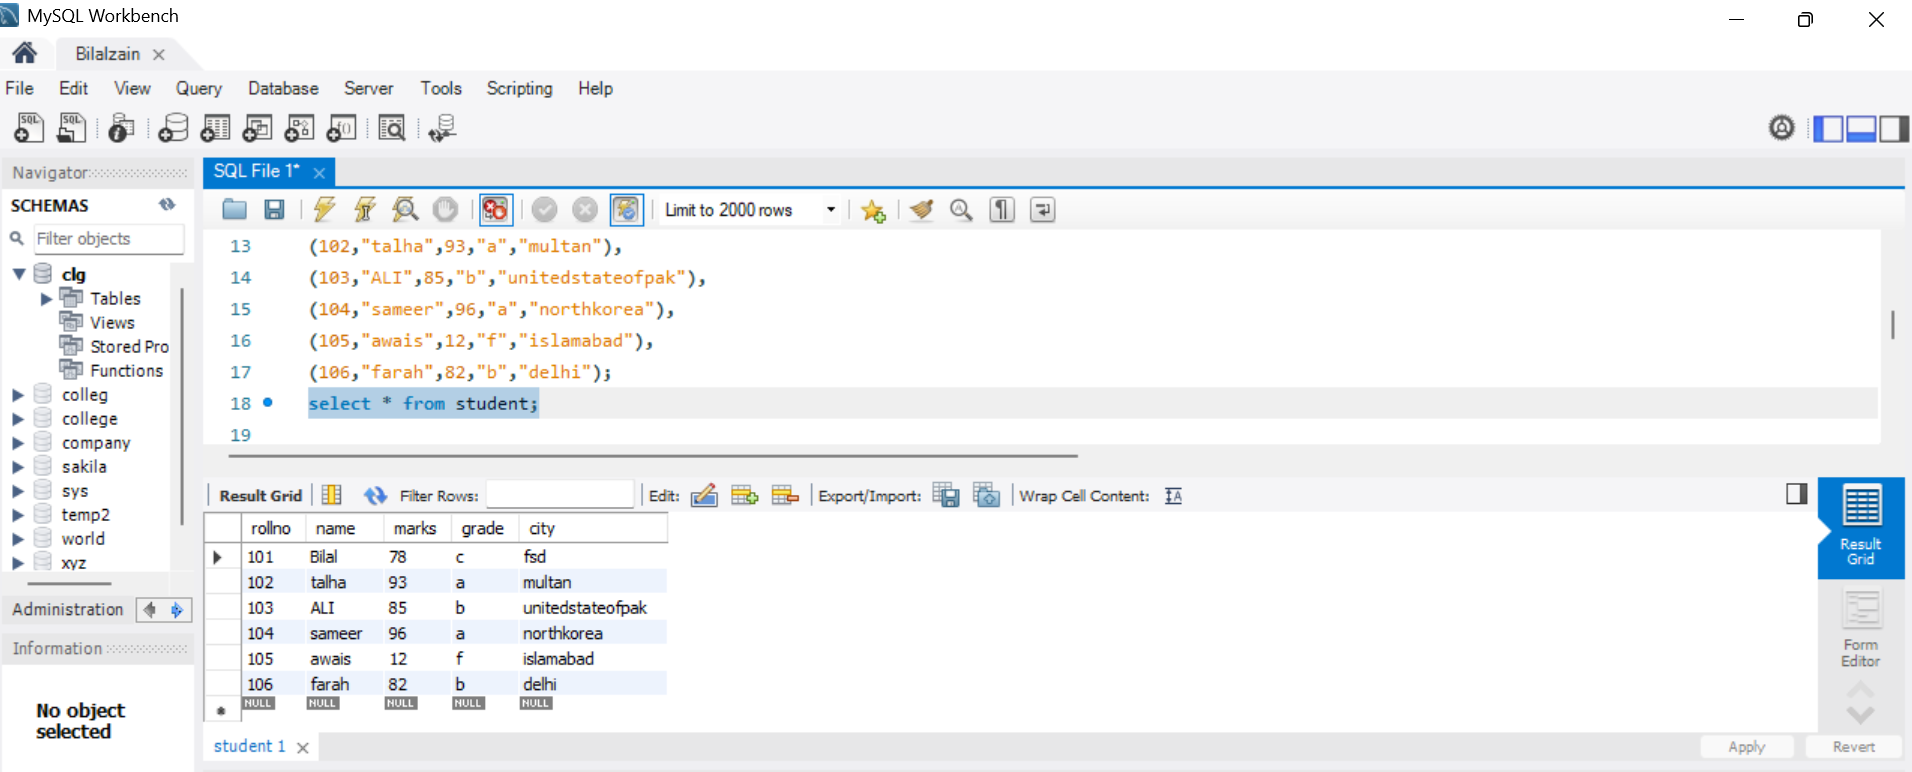 MySQL Workbench
Bilalzain
File Edit View Query Database Server Tools Scripting Help
Navigator
SCHEMAS
Filter objects
clg
Tables
Views
Stored Pro
Functions
colleg
college
company
sakila
sys
temp2
world
xyz
Administration
Information
No object
selected
SQL File 1*
Limit to 2000 rows
13 (102,"talha",93,"a","multan"),
14 (103,"ALI",85,"b","unitedstateofpak"),
15 (104,"sameer",96,"a","northkorea"),
16 (105,"awais",12,"f","islamabad"),
17 (106,"farah",82,"b","delhi");
18 select * from student;
19
Result Grid Filter Rows: Edit: Export/Import: Wrap Cell Content:
rollno name marks grade city
101 Bilal 78 c fsd
102 talha 93 a multan
103 ALI 85 b unitedstateofpak
104 sameer 96 a northkorea
105 awais 12 f islamabad
106 farah 82 b delhi
NULL NULL NULL NULL NULL
student 1
Result
Grid
Form
Editor
Apply Revert